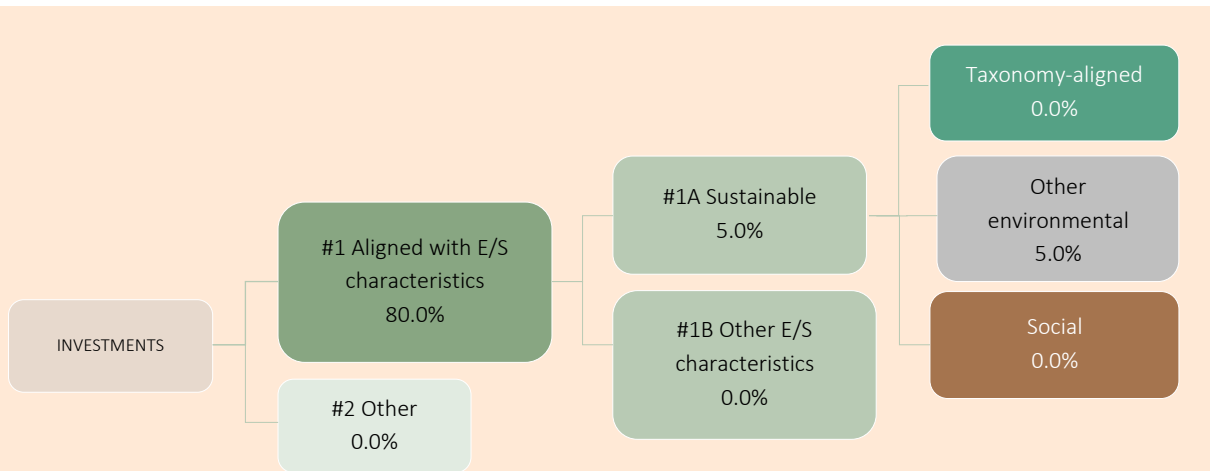 INVESTMENTS
#1 Aligned with E/S
characteristics
80.0%
#2 Other
0.0%
#1A Sustainable
5.0%
#1B Other E/S
characteristics
0.0%
Taxonomy-aligned
0.0%
Other
environmental
5.0%
Social
0.0%